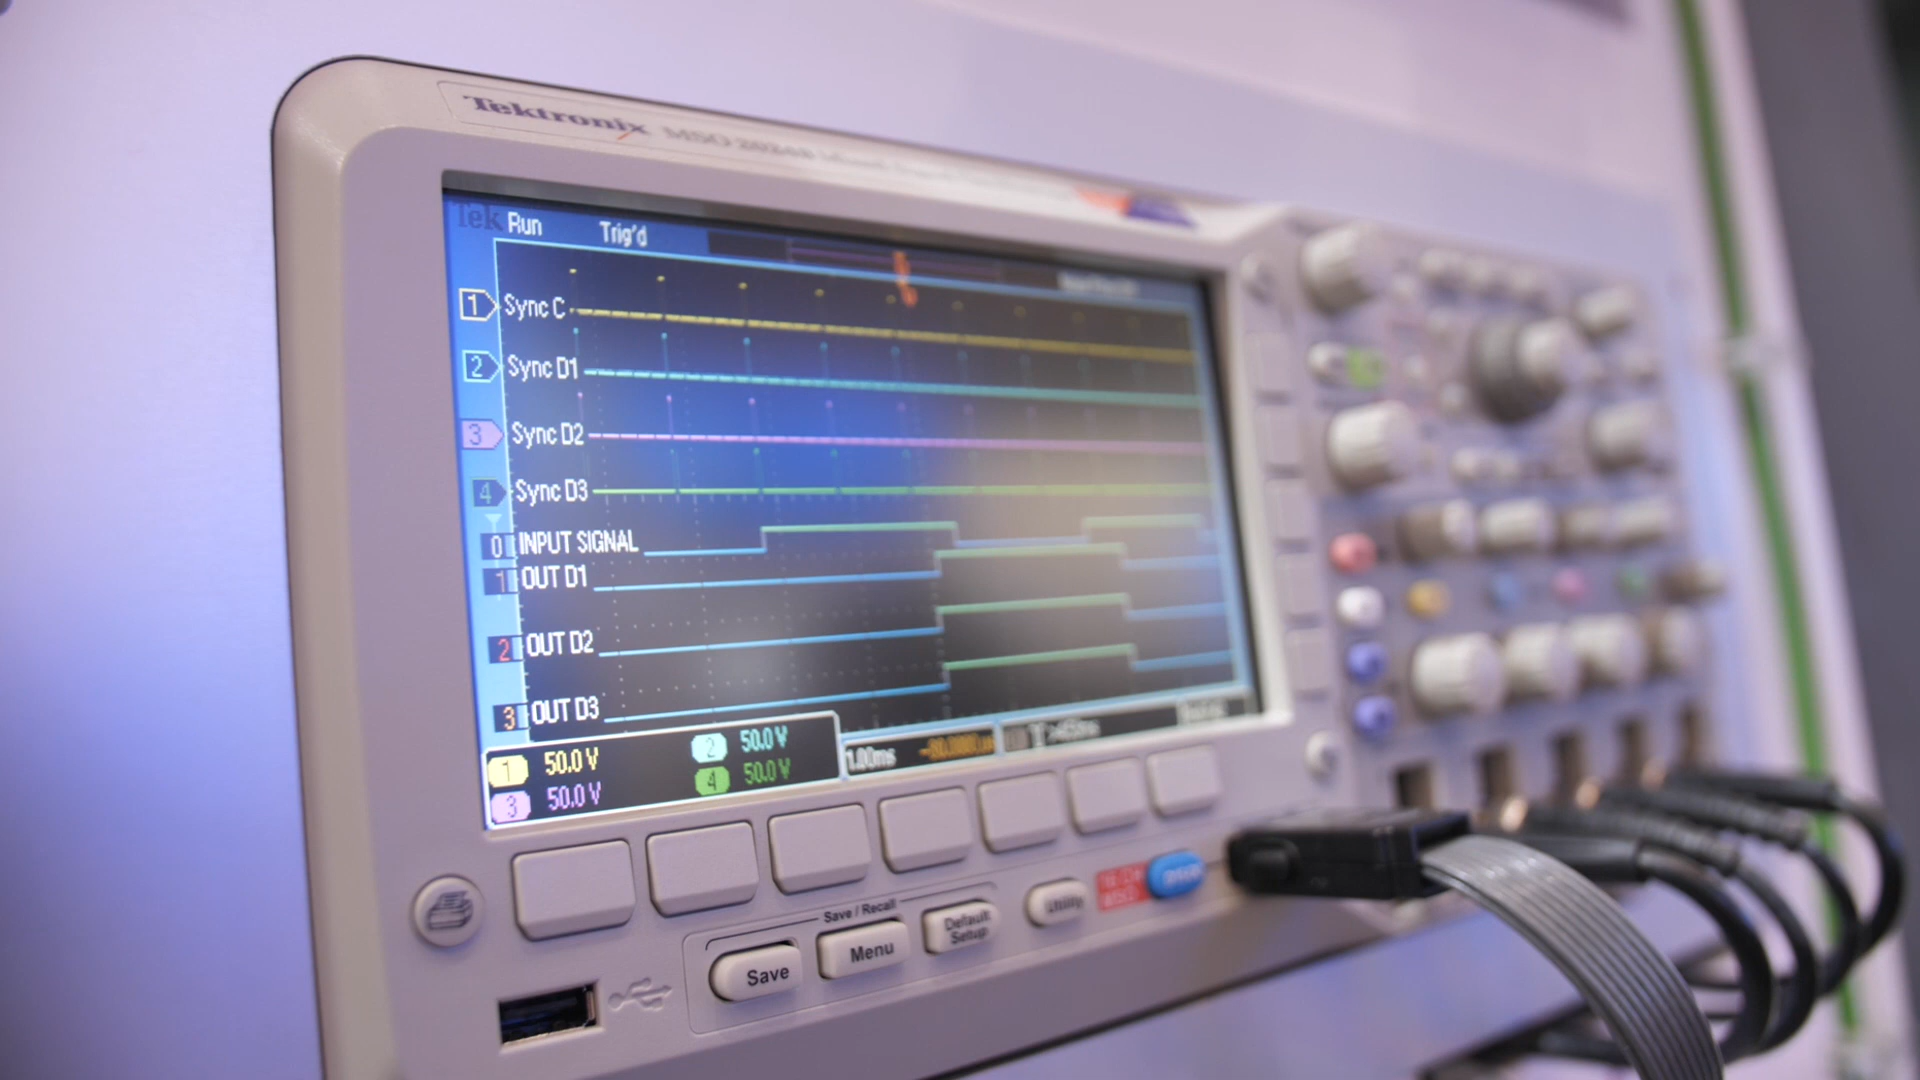 Tektronix MSO 2024B
Tek Run Trig'd
1 Sync C
2 Sync D1
3 Sync D2
4 Sync D3
0 INPUT SIGNAL
1 OUT D1
2 OUT D2
3 OUT D3
1 50.0 V 2 50.0 V
3 50.0 V 4 50.0 V
1.00ms
Save / Recall
Save Menu Default Setup Utility